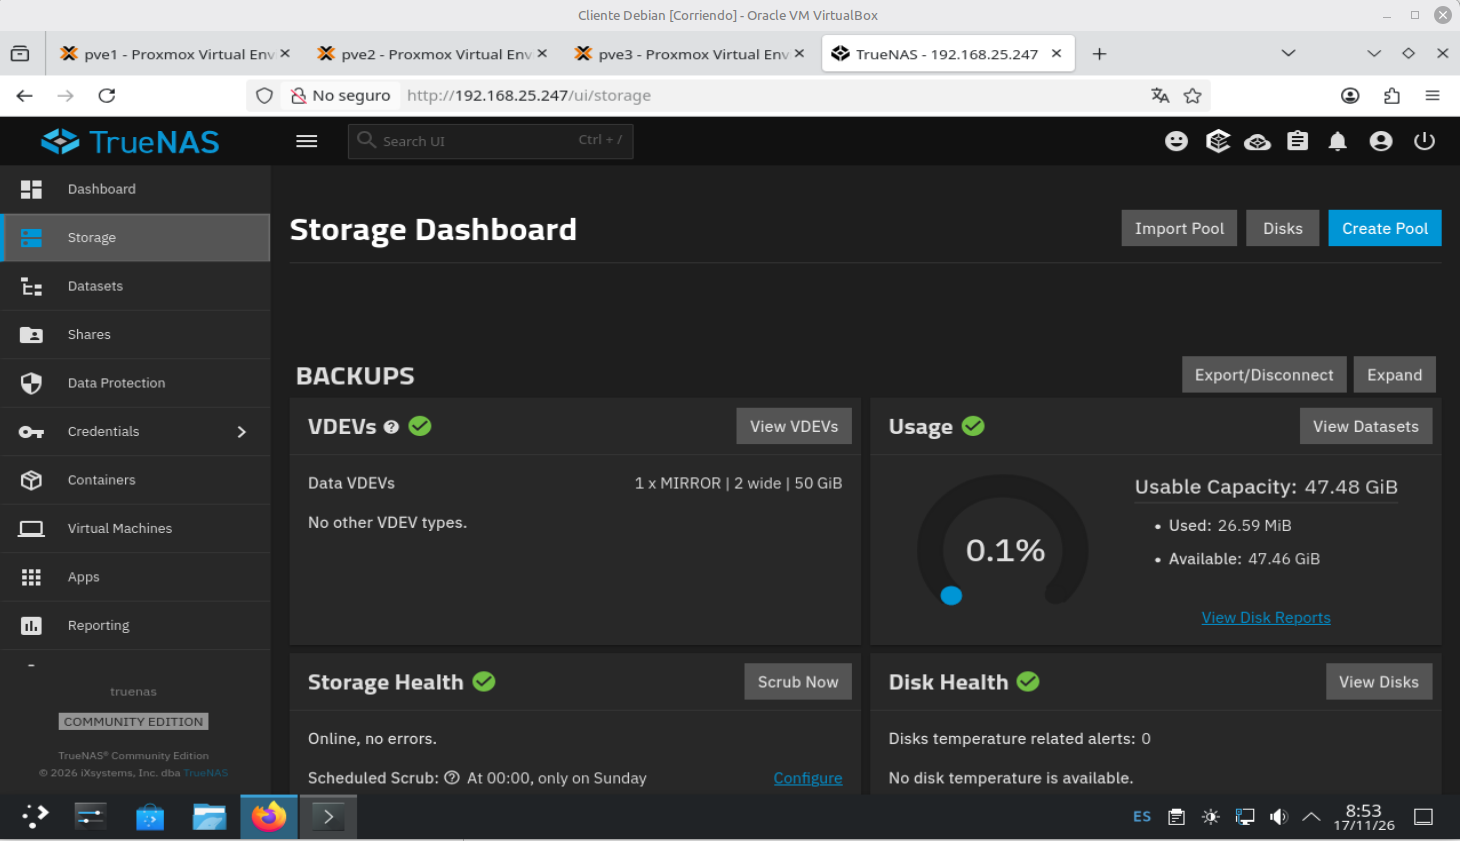 Cliente Debian [Corriendo] - Oracle VM VirtualBox
pve1 - Proxmox Virtual Env
pve2 - Proxmox Virtual Env
pve3 - Proxmox Virtual Env
TrueNAS - 192.168.25.247
No seguro
http://192.168.25.247/ui/storage
TrueNAS
Search UI
Ctrl + /
Dashboard
Storage
Datasets
Shares
Data Protection
Credentials
Containers
Virtual Machines
Apps
Reporting
truenas
COMMUNITY EDITION
TrueNAS® Community Edition
© 2026 iXsystems, Inc. dba TrueNAS
Storage Dashboard
Import Pool
Disks
Create Pool
BACKUPS
Export/Disconnect
Expand
VDEVs
View VDEVs
Data VDEVs
1 x MIRROR | 2 wide | 50 GiB
No other VDEV types.
Usage
View Datasets
0.1%
Usable Capacity: 47.48 GiB
• Used: 26.59 MiB
• Available: 47.46 GiB
View Disk Reports
Storage Health
Scrub Now
Online, no errors.
Scheduled Scrub: At 00:00, only on Sunday
Configure
Disk Health
View Disks
Disks temperature related alerts: 0
No disk temperature is available.
ES
8:53
17/11/26